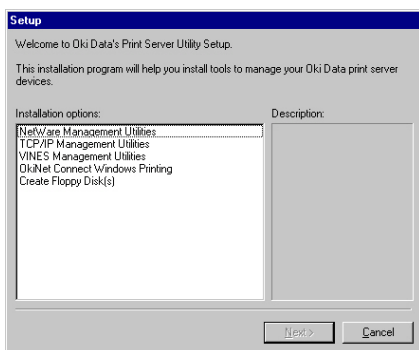 Setup
Welcome to Oki Data's Print Server Utility Setup.
This installation program will help you install tools to manage your Oki Data print server
devices.
Installation options:
Description:
NetWare Management Utilities
TCP/IP Management Utilities
VINES Management Utilities
OkiNet Connect Windows Printing
Create Floppy Disk(s)
Next >
Cancel